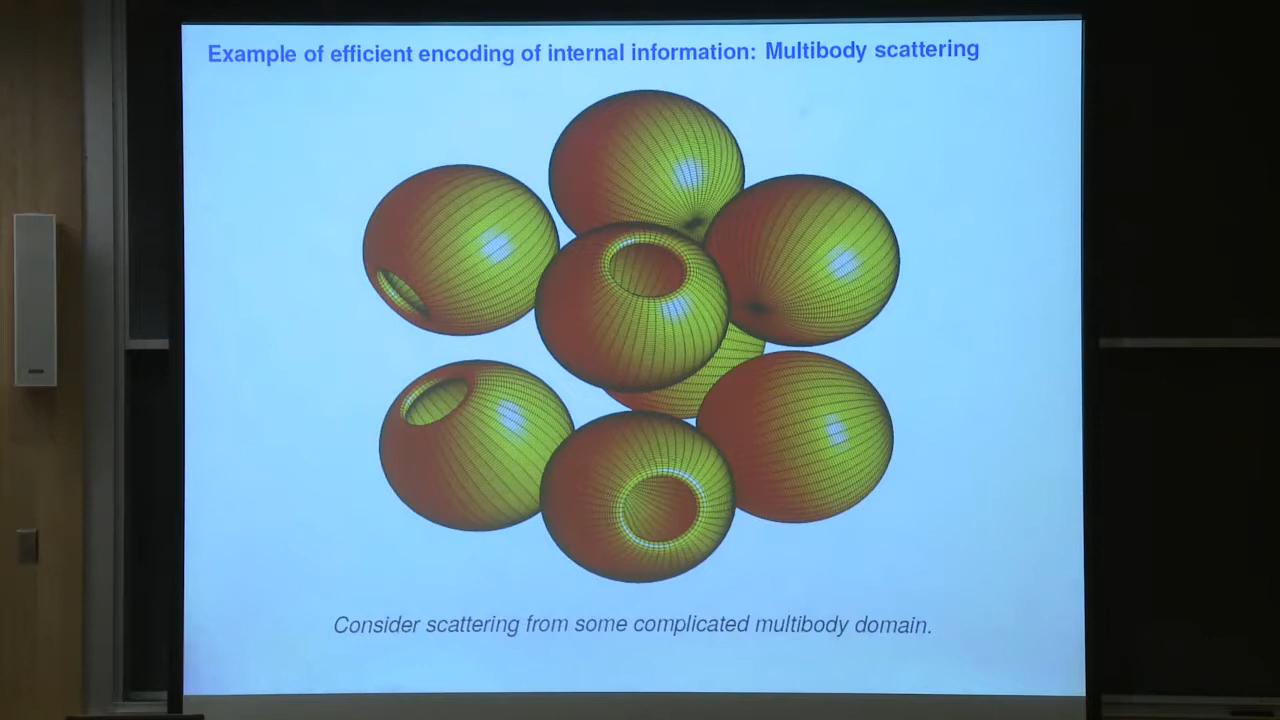 Example of efficient encoding of internal information: Multibody scattering
Consider scattering from some complicated multibody domain.